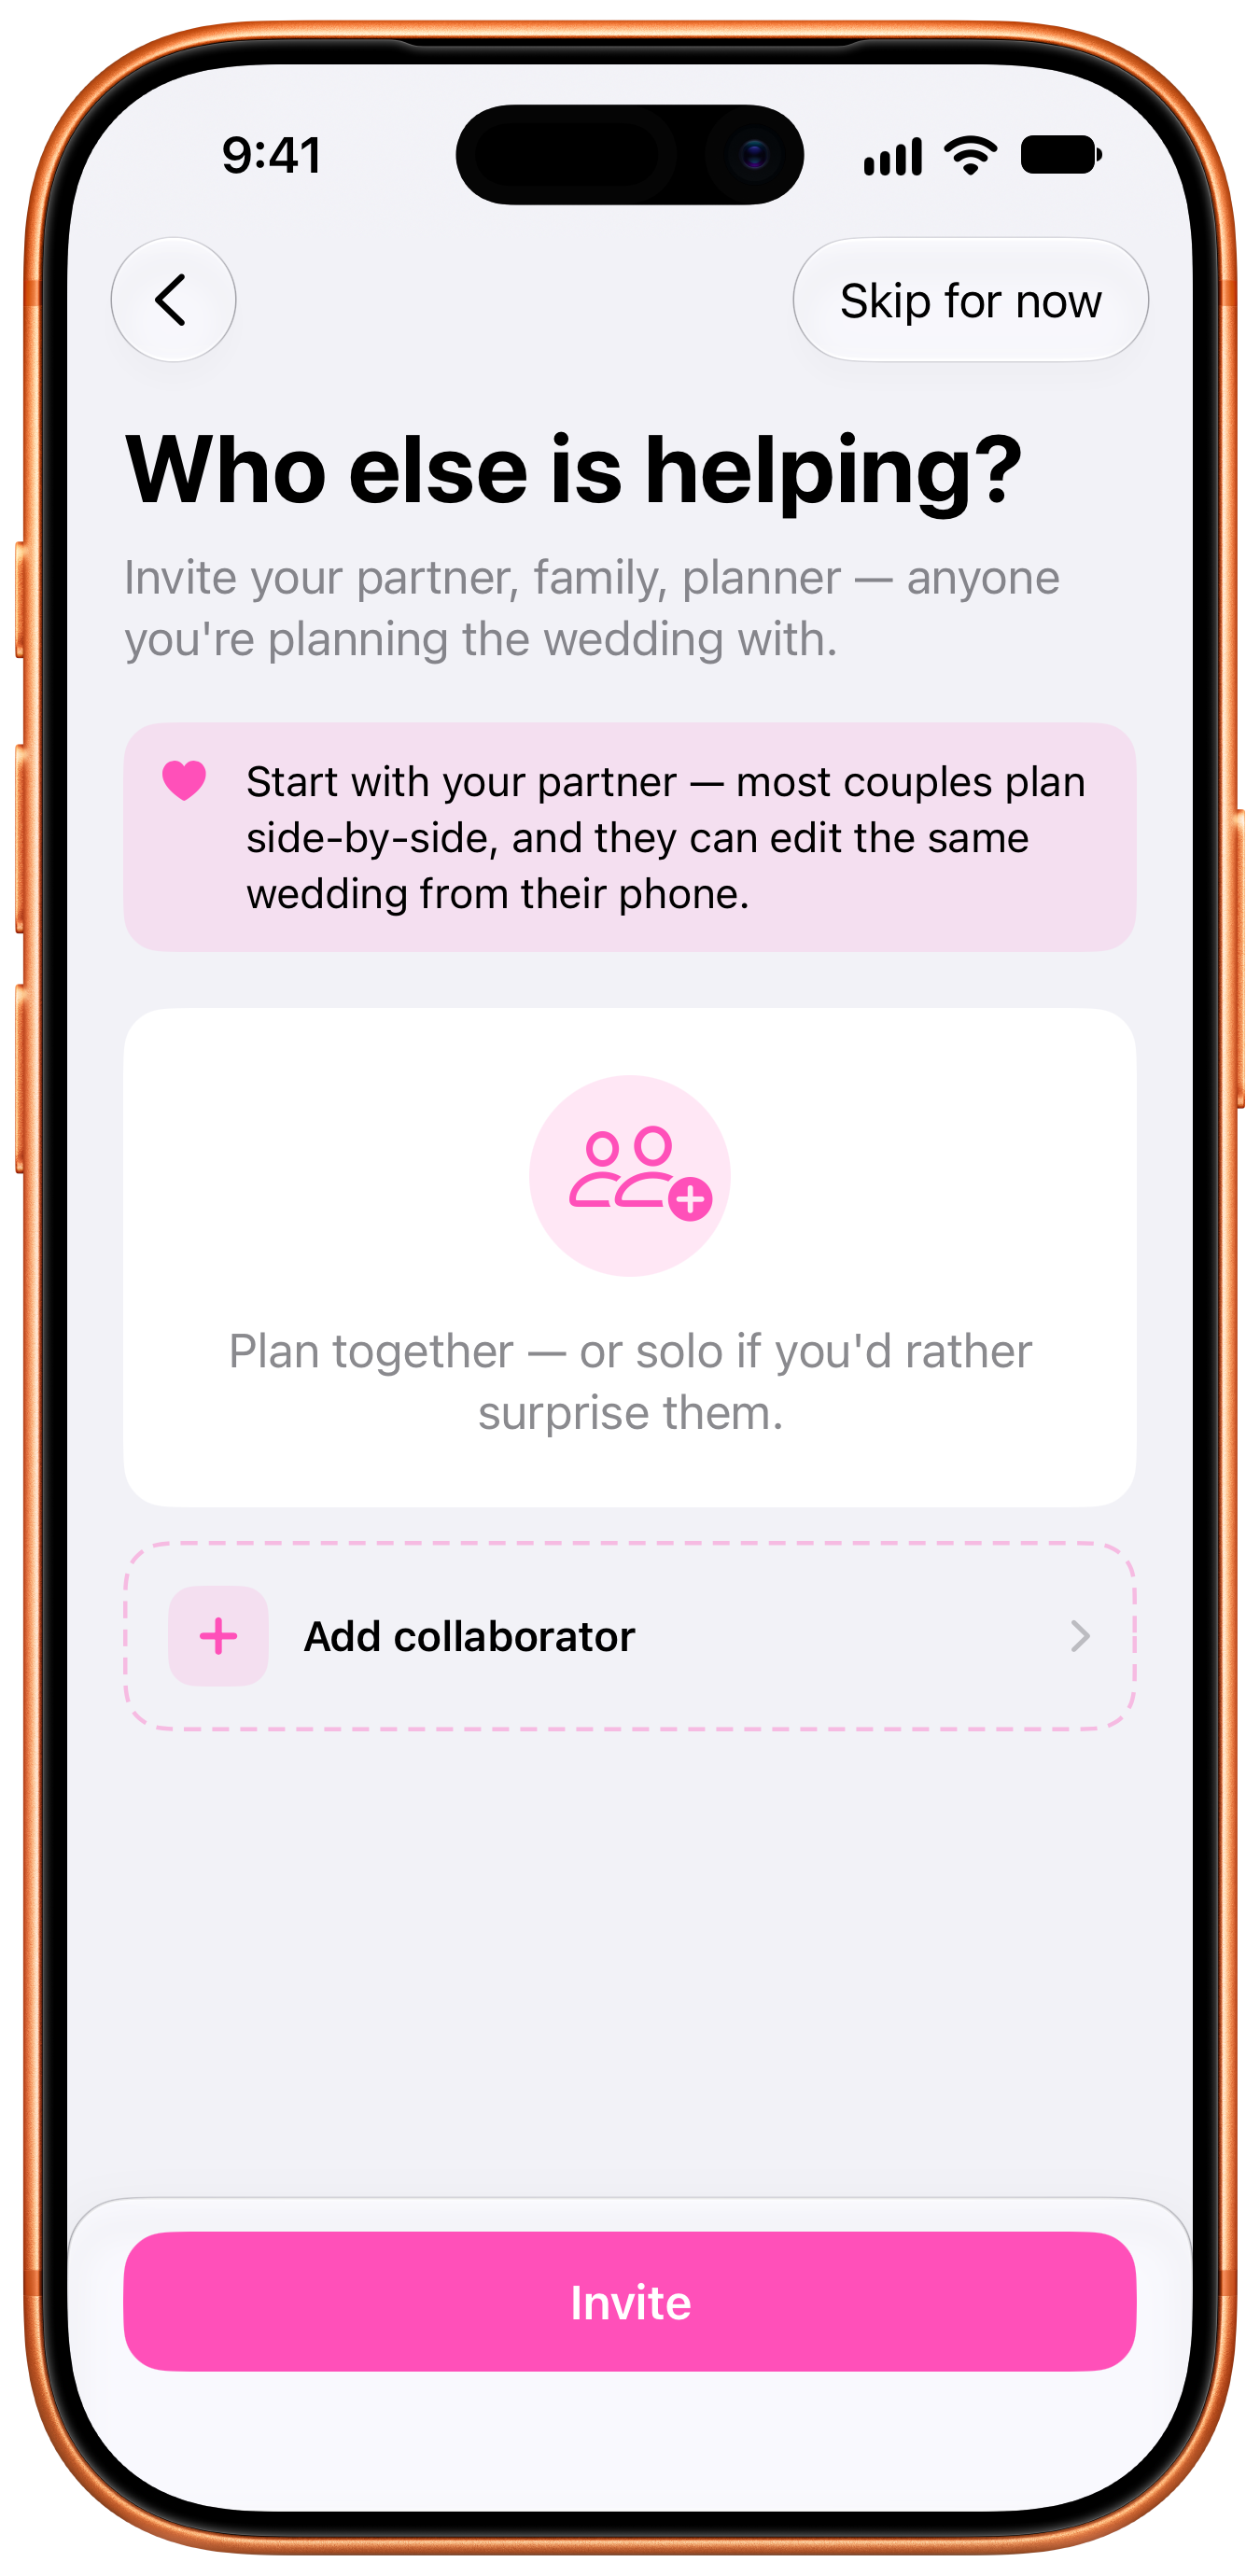 9:41
Skip for now
Who else is helping?
Invite your partner, family, planner — anyone
you're planning the wedding with.
Start with your partner — most couples plan
side-by-side, and they can edit the same
wedding from their phone.
Plan together — or solo if you'd rather
surprise them.
Add collaborator
Invite